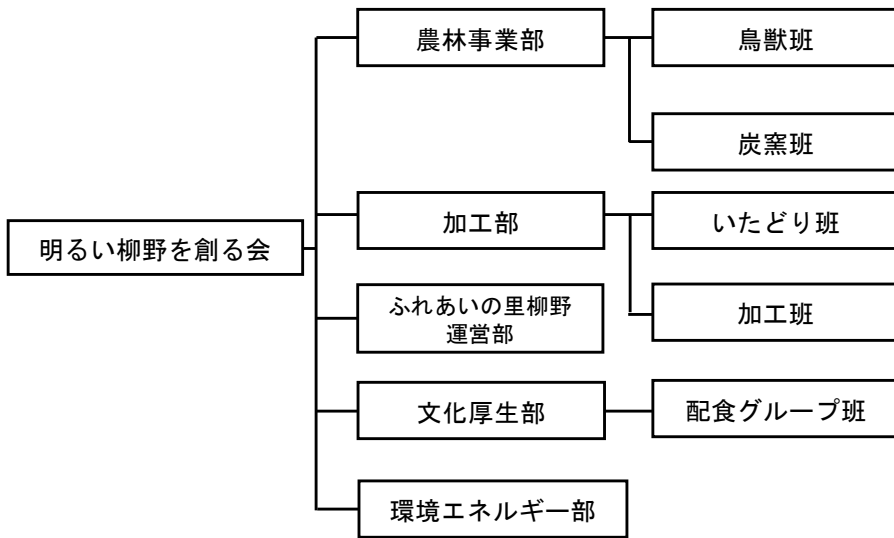 農林事業部
鳥獣班
炭窯班
加工部
いたどり班
明るい柳野を創る会
ふれあいの里柳野
運営部
加工班
文化厚生部
配食グループ班
環境エネルギー部